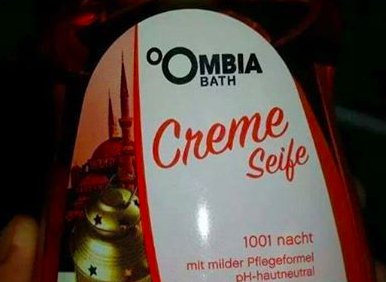 OMBIA
BATH
Creme
Seife
1001 nacht
mit milder Pflegeformel
pH-hautneutral